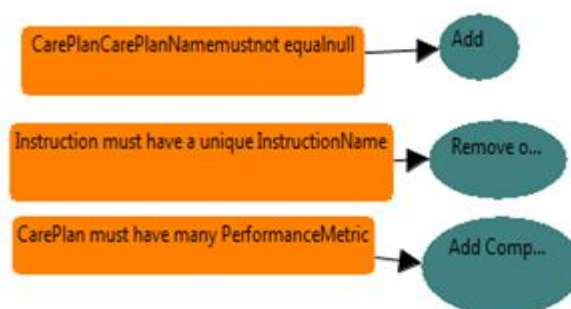 CarePlanCarePlanNamemustnot equalnull
Add
Instruction must have a unique InstructionName
Remove o...
CarePlan must have many PerformanceMetric
Add Comp...